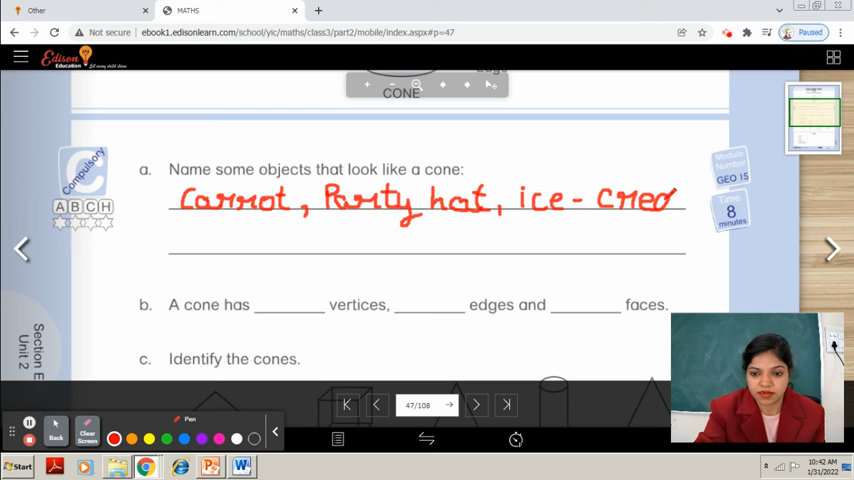 Other
MATHS
Not secure
ebook1.edisonlearn.com/school/yic/maths/class3/part2/mobile/index.aspx#p=47
Paused
Edison
Education
CONE
Edge
Compulsory
C
A B C H
Module
Number
GEO 15
Time
8
minutes
a. Name some objects that look like a cone:
Carrot, Party hat, ice-crea
b. A cone has ________ vertices, ________ edges and ________ faces.
c. Identify the cones.
Section E
Unit 2
47/108
Pen
Back
Clear
Screen
Start
10:42 AM
1/31/2022